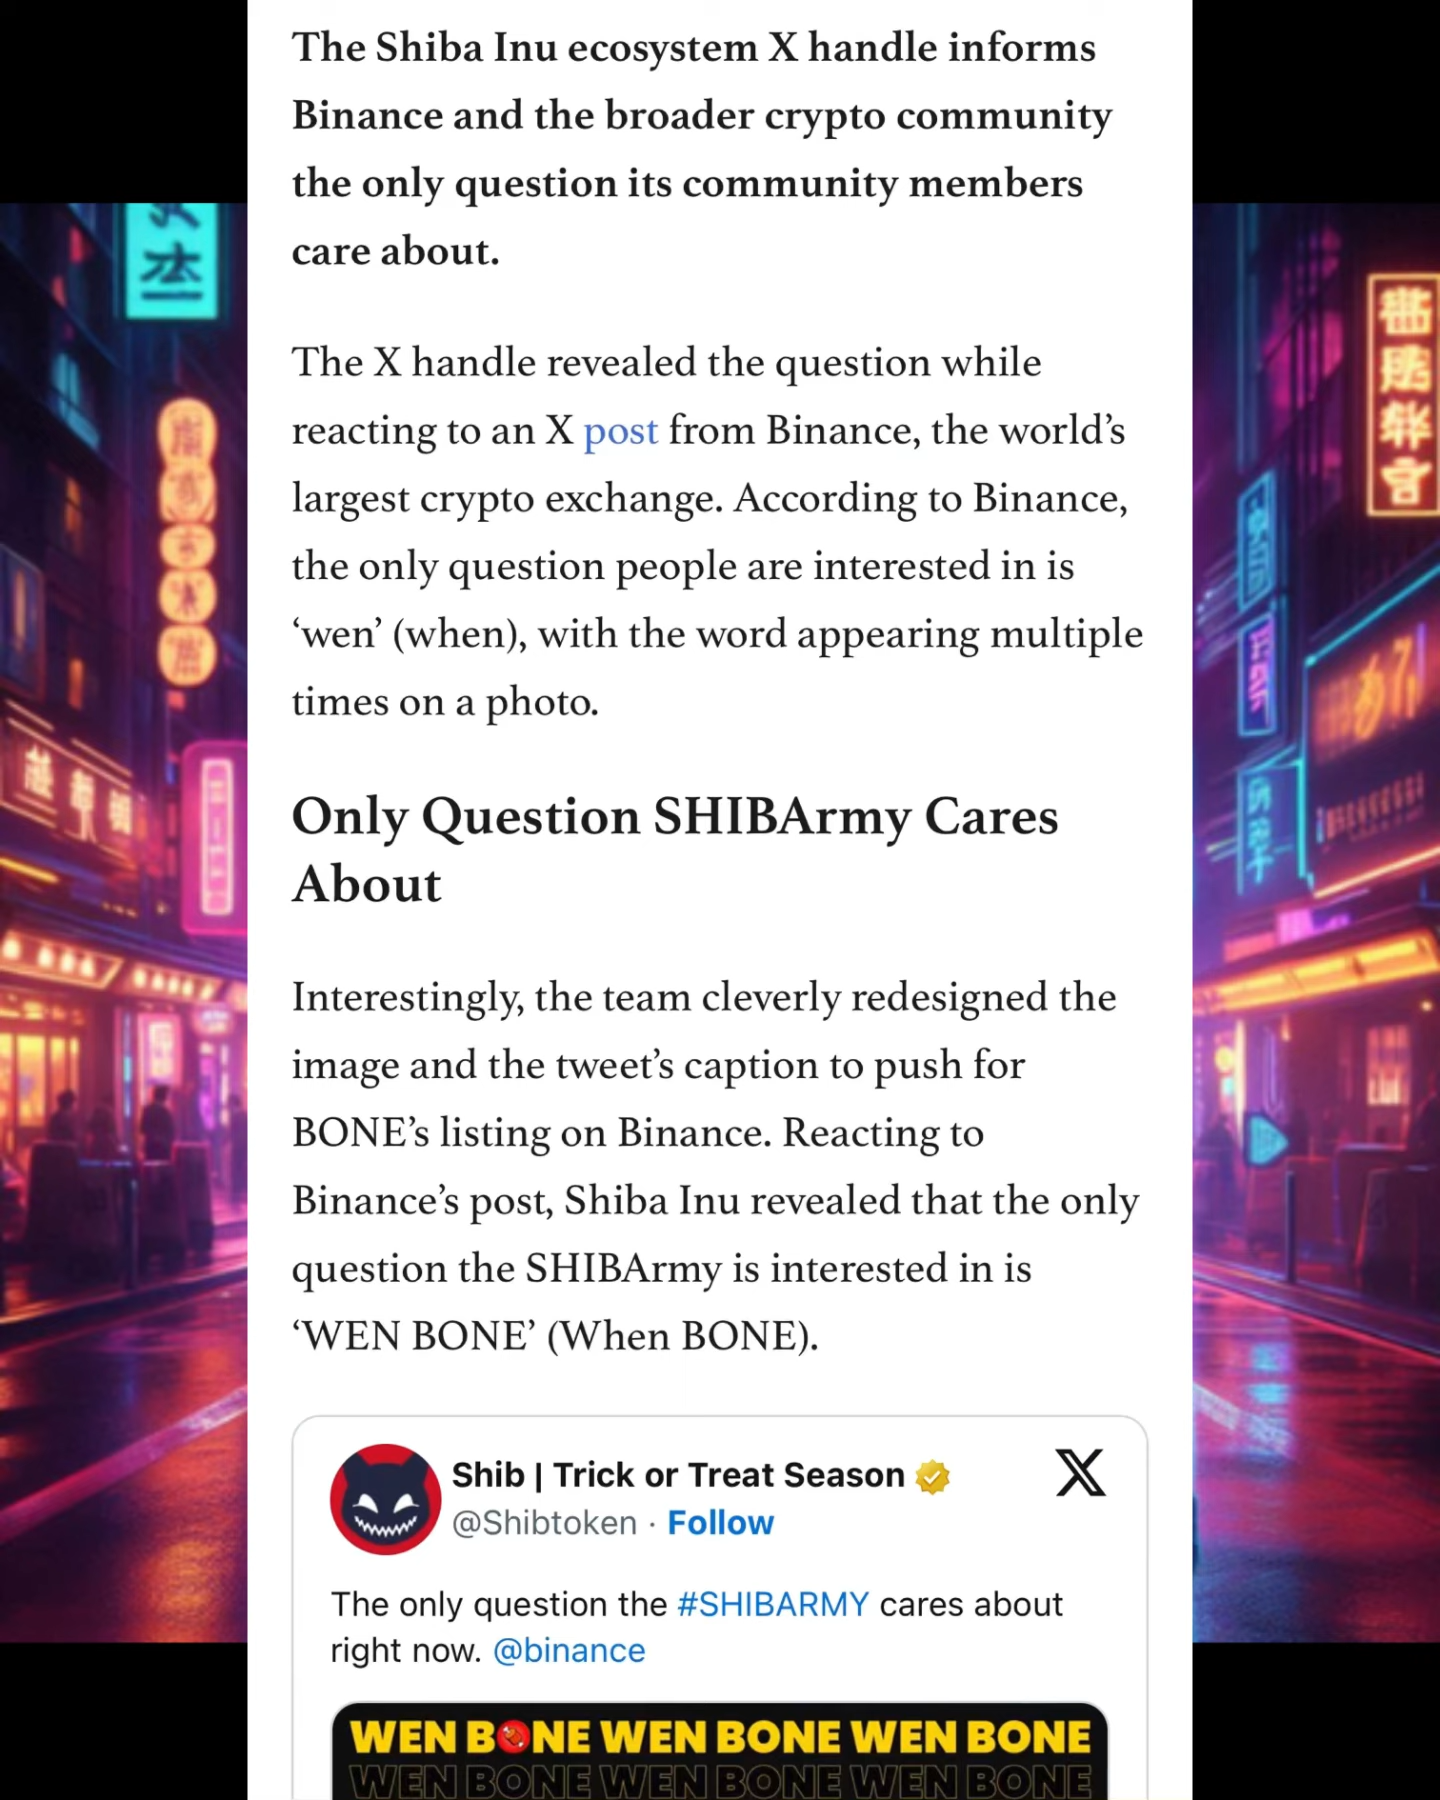 The Shiba Inu ecosystem X handle informs
Binance and the broader crypto community
the only question its community members
care about.
The X handle revealed the question while
reacting to an X post from Binance, the world’s
largest crypto exchange. According to Binance,
the only question people are interested in is
‘wen’ (when), with the word appearing multiple
times on a photo.
Only Question SHIBArmy Cares
About
Interestingly, the team cleverly redesigned the
image and the tweet’s caption to push for
BONE’s listing on Binance. Reacting to
Binance’s post, Shiba Inu revealed that the only
question the SHIBArmy is interested in is
‘WEN BONE’ (When BONE).
Shib | Trick or Treat Season
@Shibtoken · Follow
The only question the #SHIBARMY cares about
right now. @binance
WEN BONE WEN BONE WEN BONE
WEN BONE WEN BONE WEN BONE